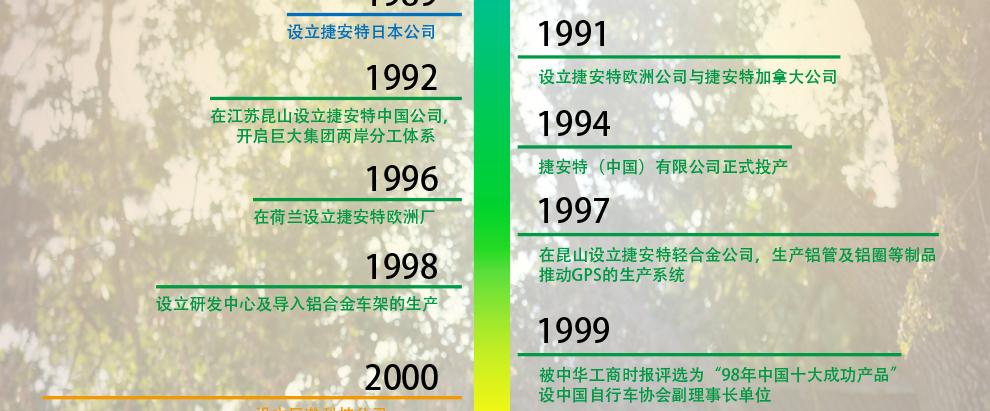 1989
设立捷安特日本公司
1991
设立捷安特欧洲公司与捷安特加拿大公司
1992
在江苏昆山设立捷安特中国公司，
开启巨大集团两岸分工体系
1994
捷安特（中国）有限公司正式投产
1996
在荷兰设立捷安特欧洲厂
1997
在昆山设立捷安特轻合金公司，生产铝管及铝圈等制品
推动GPS的生产系统
1998
设立研发中心及导入铝合金车架的生产
1999
被中华工商时报评选为“98年中国十大成功产品”
设中国自行车协会副理事长单位
2000